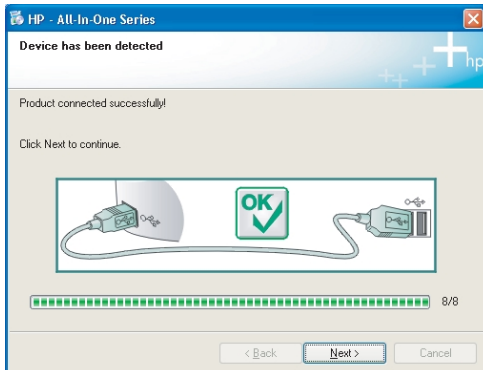 HP - All-In-One Series
Device has been detected
hp
Product connected successfully!
Click Next to continue.
OK
8/8
< Back
Next >
Cancel